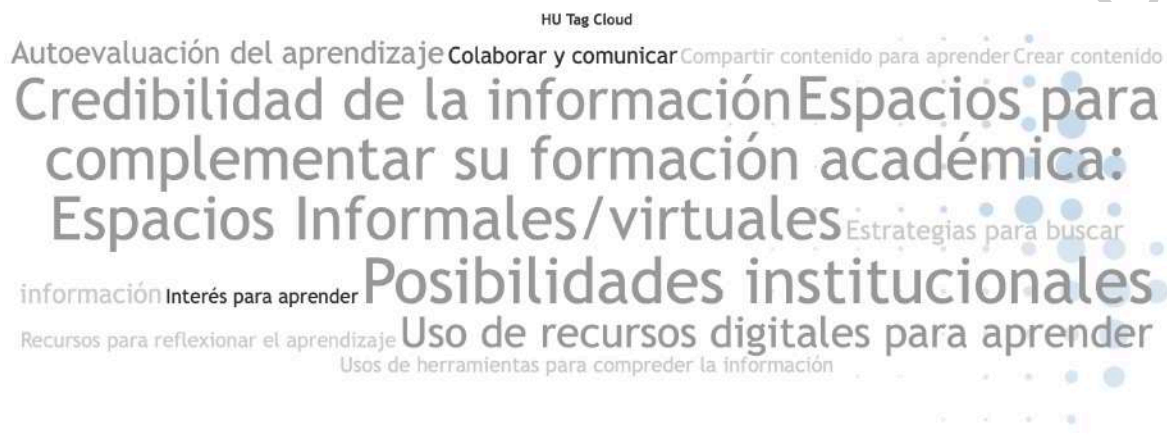 HU Tag Cloud
Autoevaluación del aprendizaje Colaborar y comunicar Compartir contenido para aprender Crear contenido
Credibilidad de la información Espacios para
complementar su formación académica:
Espacios Informales/virtuales Estrategias para buscar
información Interés para aprender Posibilidades institucionales
Recursos para reflexionar el aprendizaje Uso de recursos digitales para aprender
Usos de herramientas para compreder la información